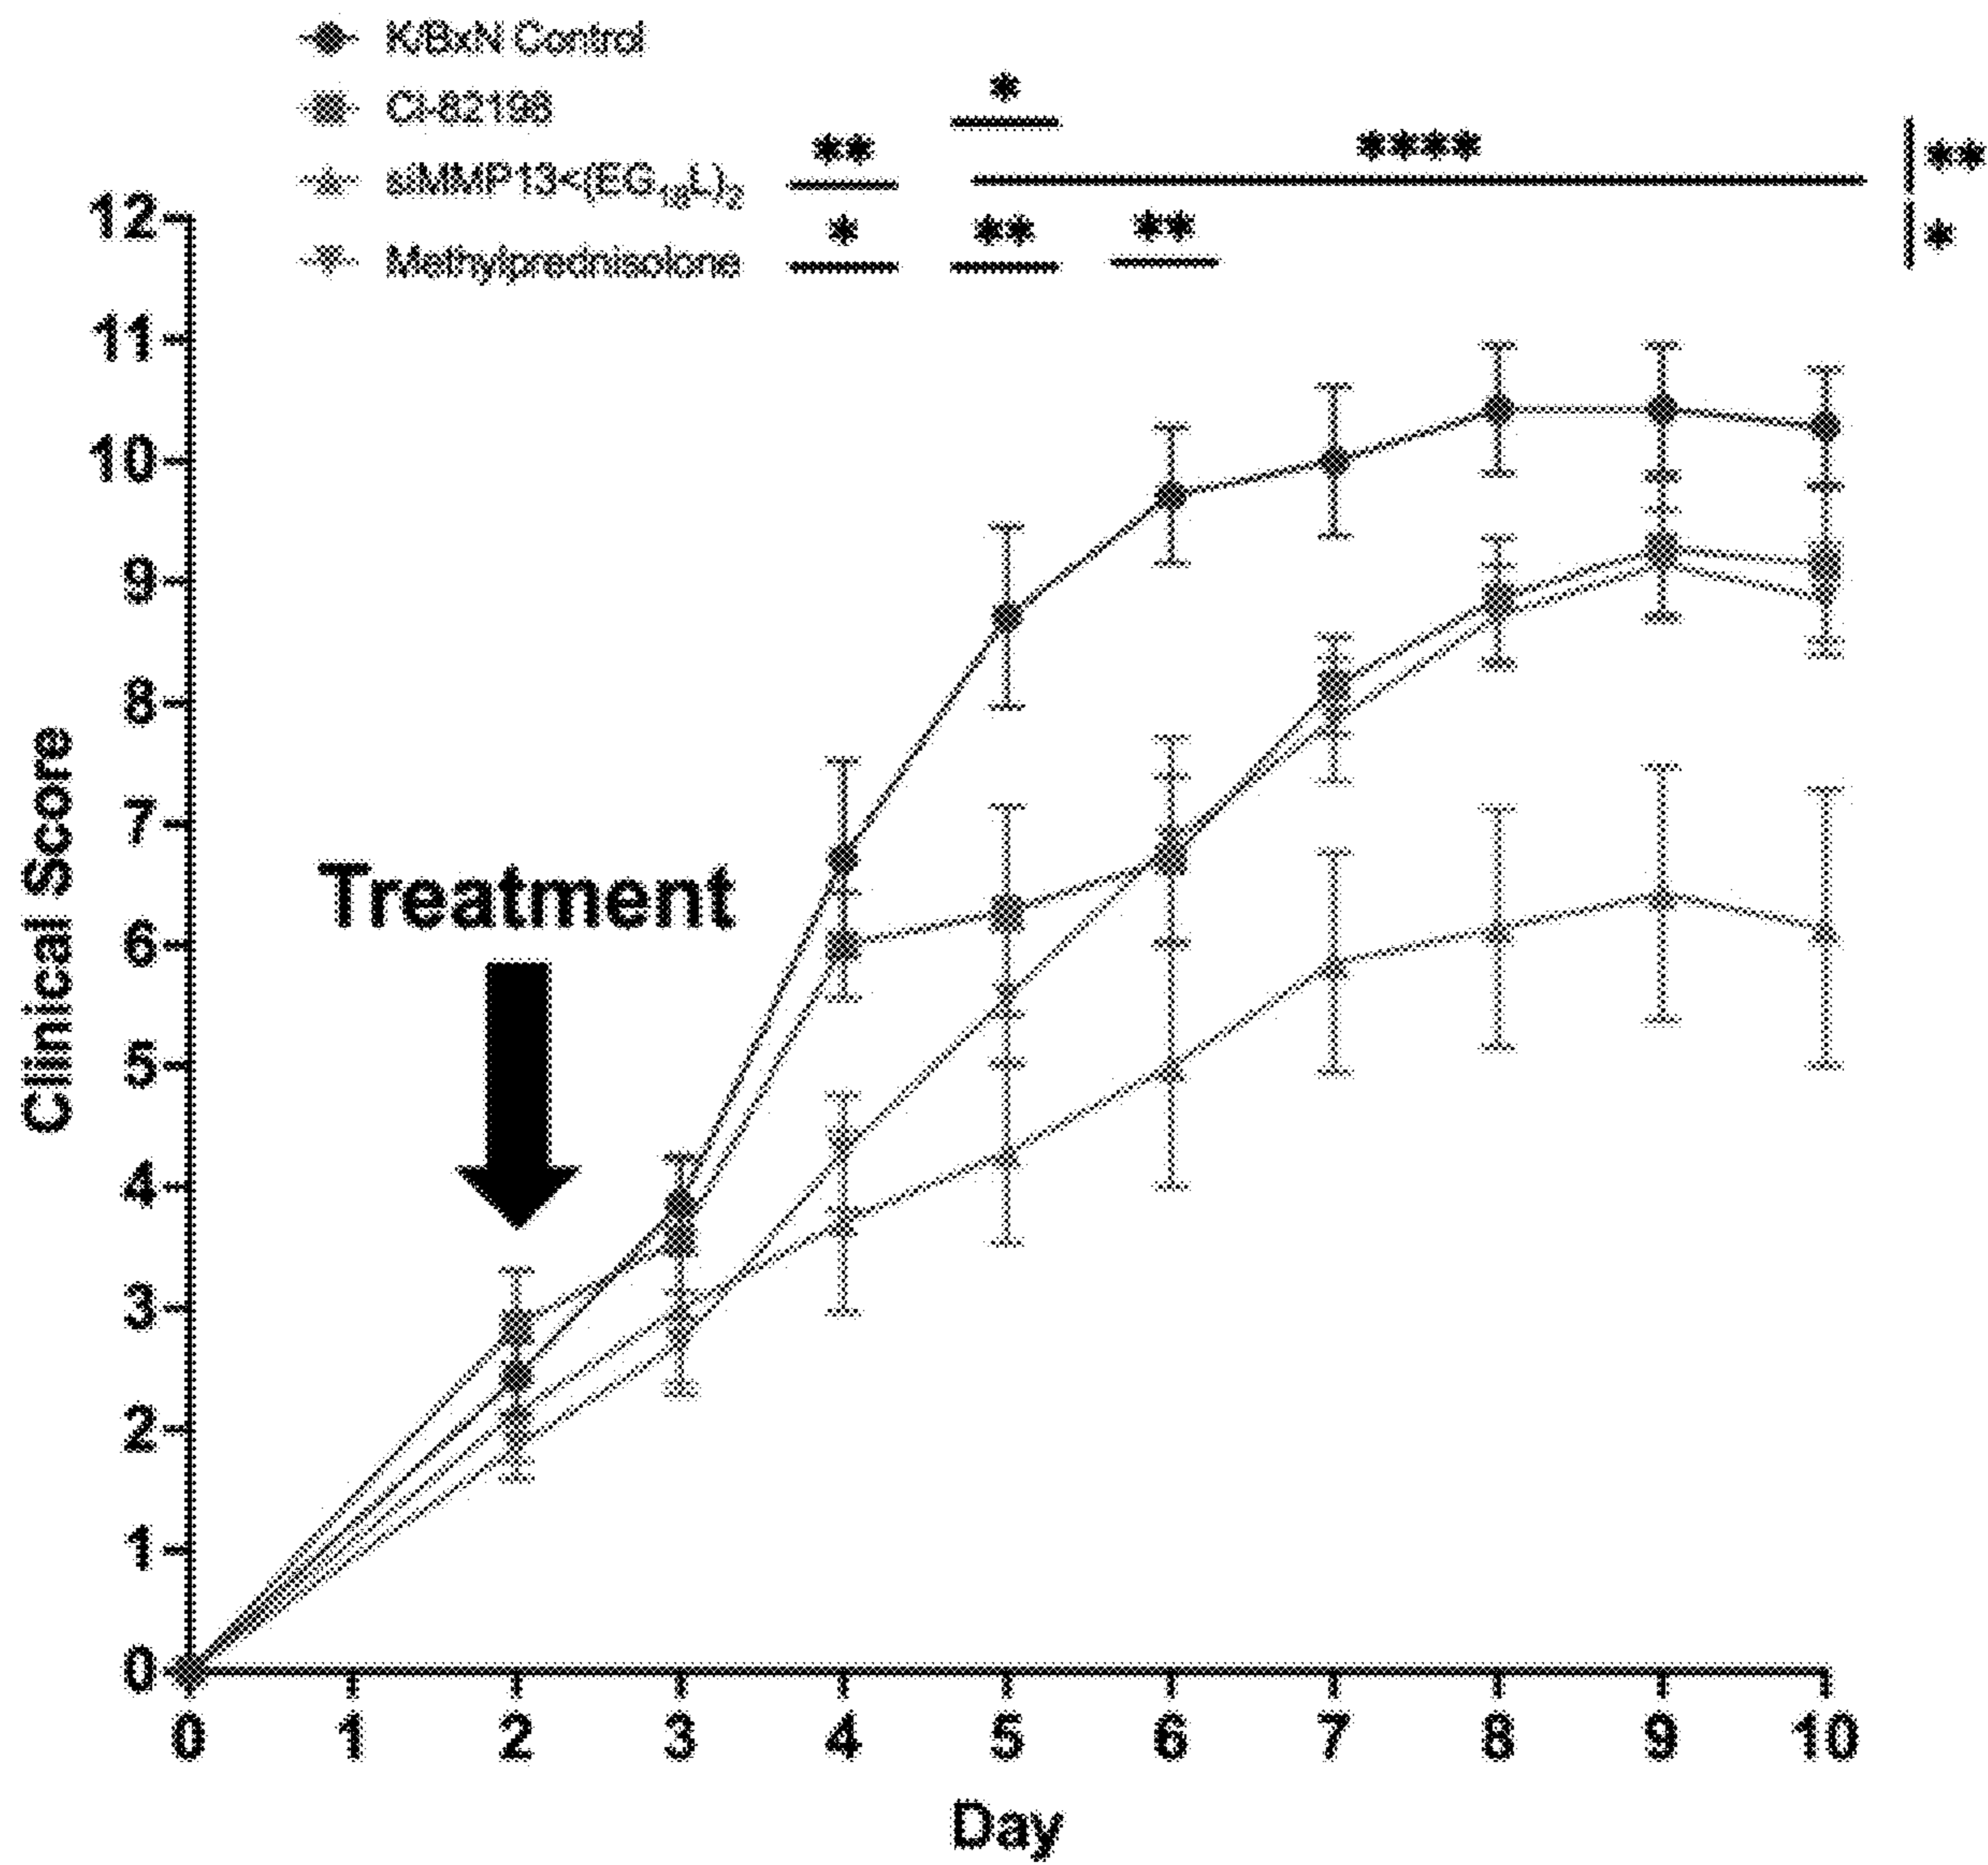 K/BxN Control
CI-82198
*
**
****
**
siMMP13<(EG₁₈L)₂
*
**
**
*
Methylprednisolone
12
11
10
9
8
7
6
5
4
3
2
1
0
Clinical Score
Treatment
0 1 2 3 4 5 6 7 8 9 10
Day